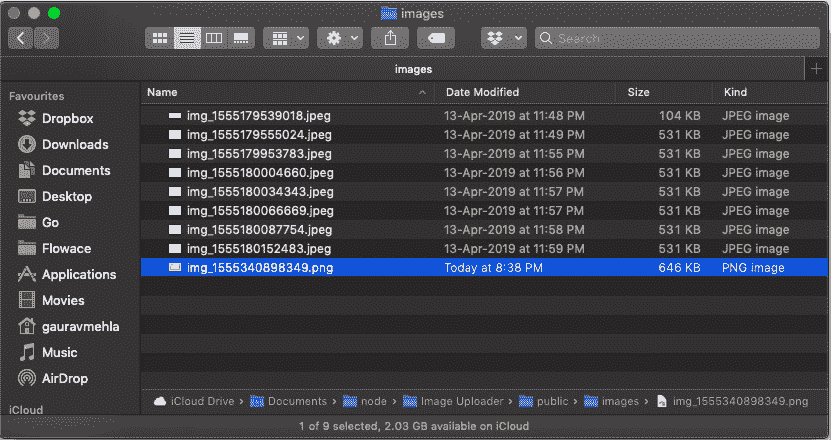 images
Search
images
Favourites
Dropbox
Downloads
Documents
Desktop
Go
Flowace
Applications
Movies
gauravmehla
Music
AirDrop
iCloud
Name Date Modified Size Kind
img_1555179539018.jpeg 13-Apr-2019 at 11:48 PM 104 KB JPEG image
img_1555179555024.jpeg 13-Apr-2019 at 11:49 PM 531 KB JPEG image
img_1555179953783.jpeg 13-Apr-2019 at 11:55 PM 531 KB JPEG image
img_1555180004660.jpeg 13-Apr-2019 at 11:56 PM 531 KB JPEG image
img_1555180034343.jpeg 13-Apr-2019 at 11:57 PM 531 KB JPEG image
img_1555180066669.jpeg 13-Apr-2019 at 11:57 PM 531 KB JPEG image
img_1555180087754.jpeg 13-Apr-2019 at 11:58 PM 531 KB JPEG image
img_1555180152483.jpeg 13-Apr-2019 at 11:59 PM 531 KB JPEG image
img_1555340898349.png Today at 8:38 PM 646 KB PNG image
iCloud Drive › Documents › node › Image Uploader › public › images › img_1555340898349.png
1 of 9 selected, 2.03 GB available on iCloud